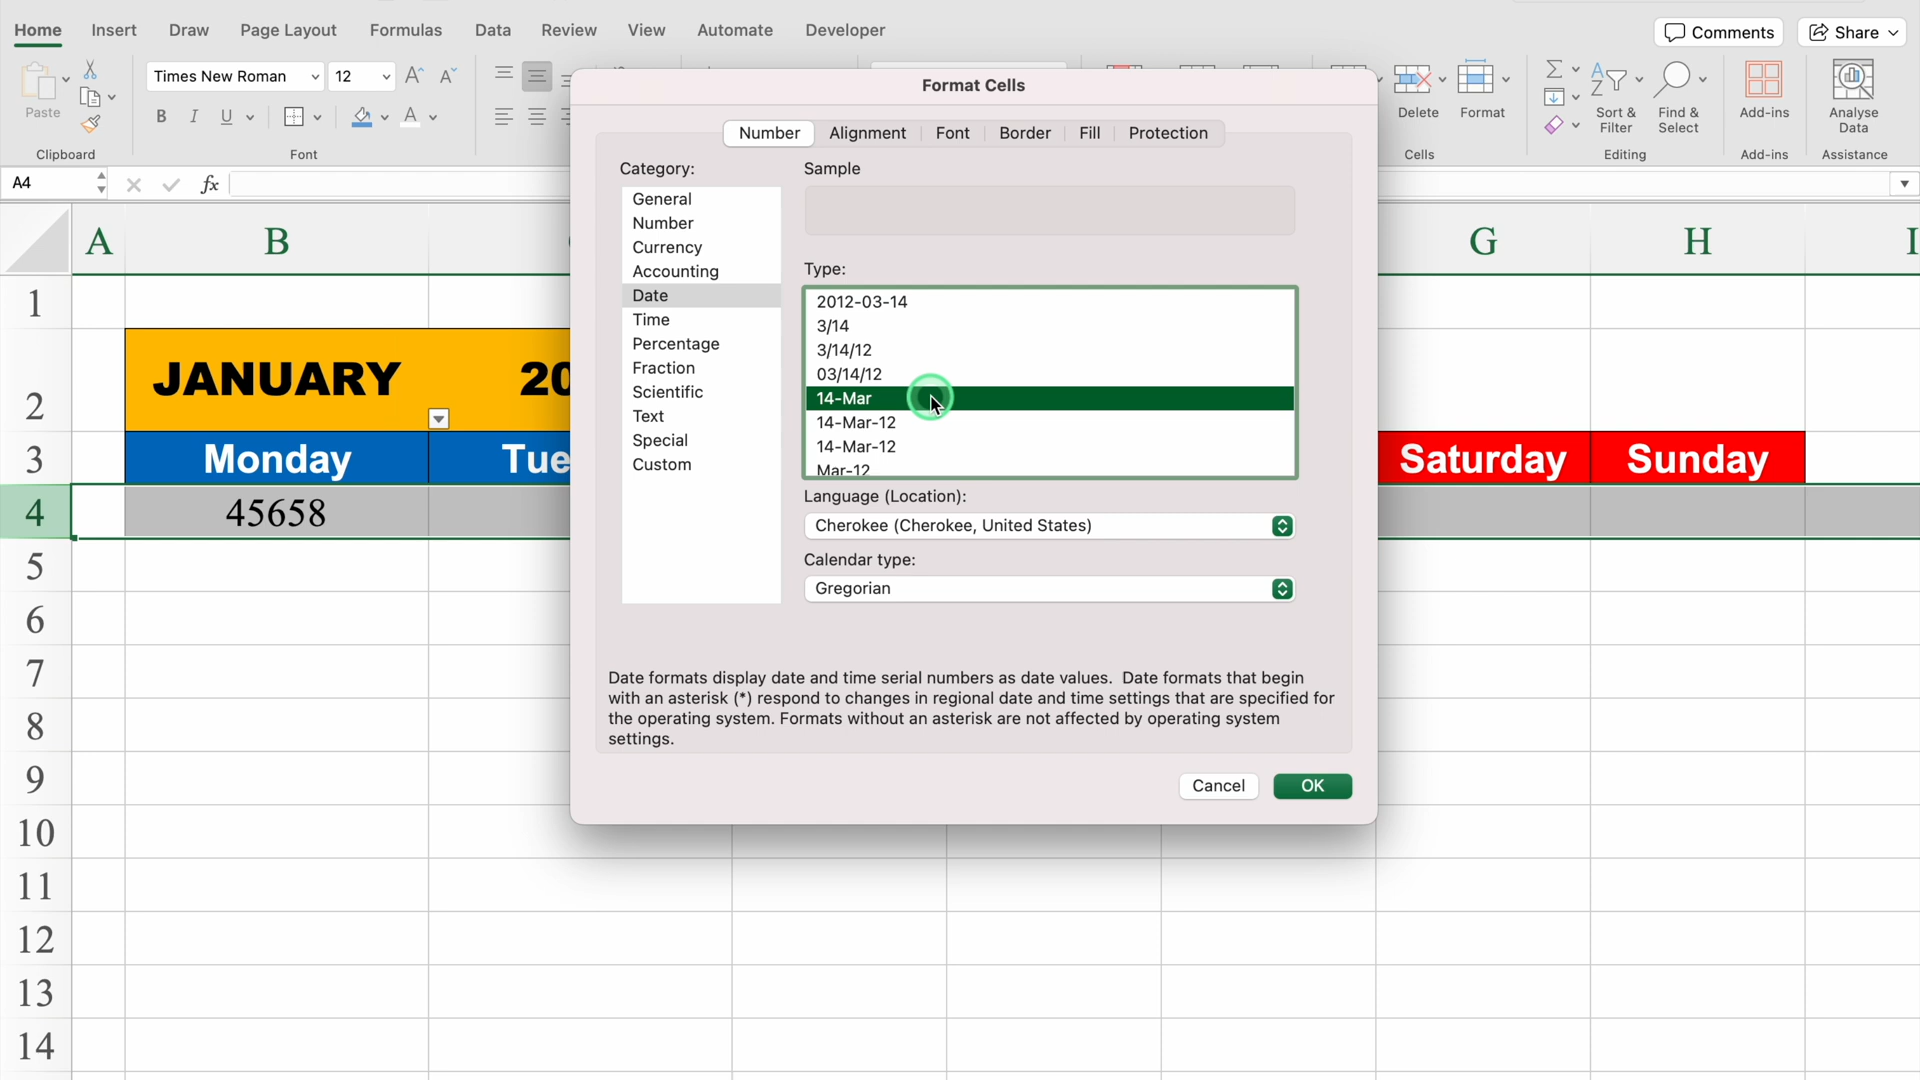 Home Insert Draw Page Layout Formulas Data Review View Automate Developer
Comments Share
Paste
Times New Roman 12
B I U
Clipboard Font
Delete Format
Sort & Filter
Find & Select
Add-ins
Analyse Data
Cells Editing Add-ins Assistance
A4 fx
A B G H I
1
2 JANUARY 20
3 Monday Tue Saturday Sunday
4 45658
5
6
7
8
9
10
11
12
13
14
Format Cells
Number Alignment Font Border Fill Protection
Category:
General
Number
Currency
Accounting
Date
Time
Percentage
Fraction
Scientific
Text
Special
Custom
Sample
Type:
2012-03-14
3/14
3/14/12
03/14/12
14-Mar
14-Mar-12
14-Mar-12
Mar-12
Language (Location):
Cherokee (Cherokee, United States)
Calendar type:
Gregorian
Date formats display date and time serial numbers as date values. Date formats that begin
with an asterisk (*) respond to changes in regional date and time settings that are specified for
the operating system. Formats without an asterisk are not affected by operating system
settings.
Cancel OK